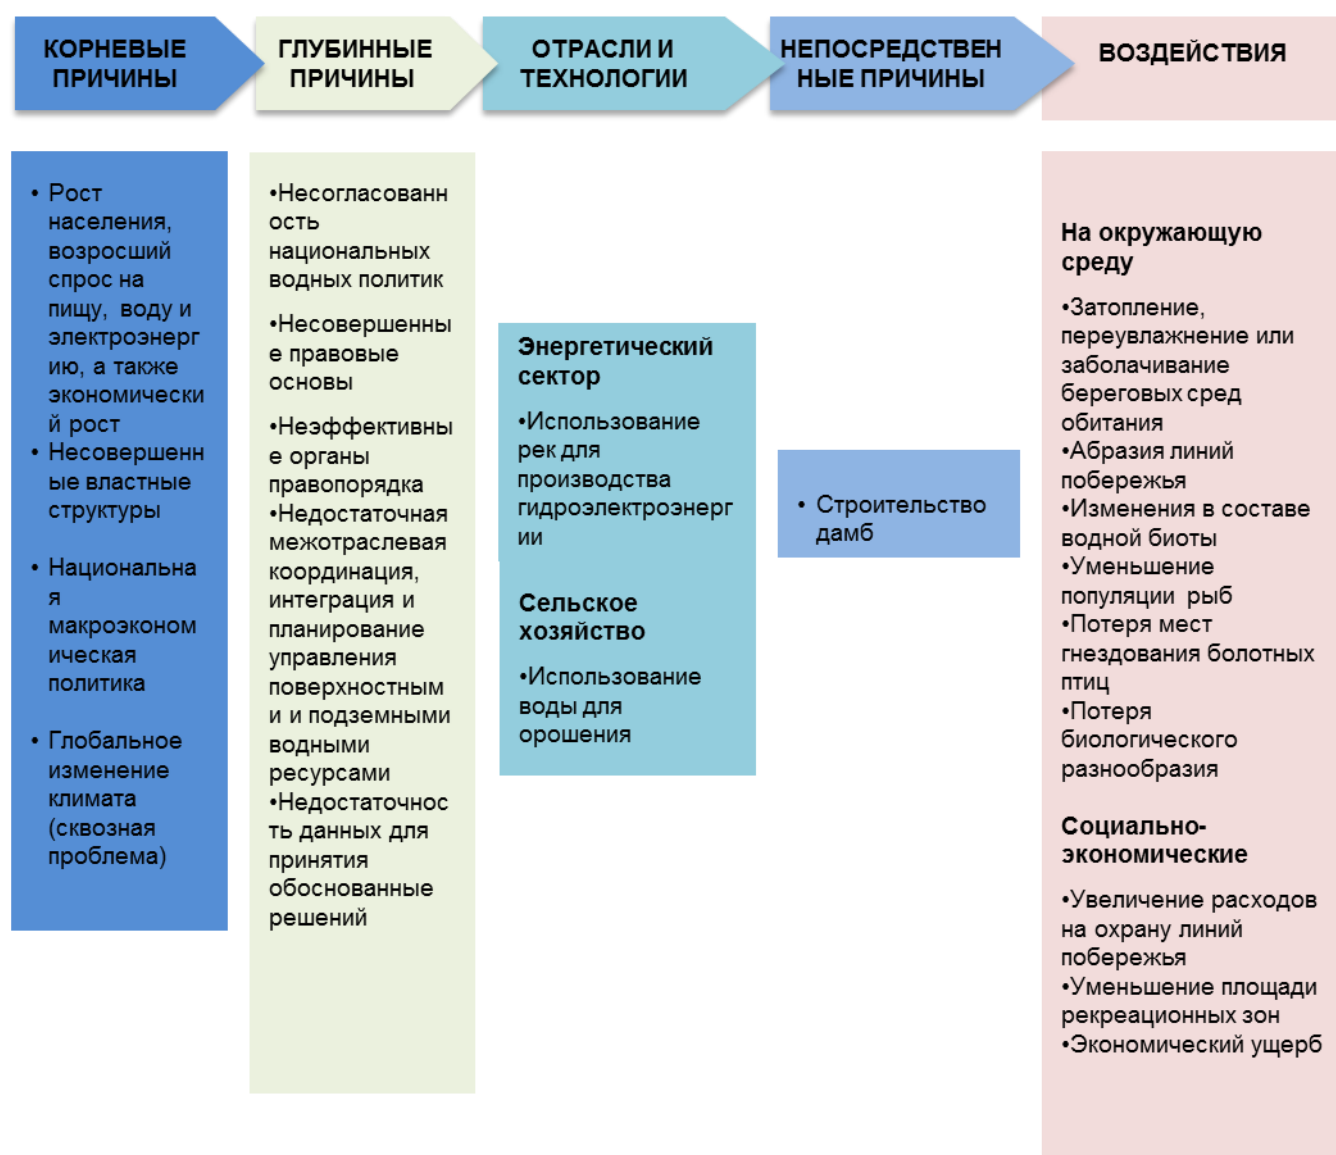 КОРНЕВЫЕ
ПРИЧИНЫ
ГЛУБИННЫЕ
ПРИЧИНЫ
ОТРАСЛИ И
ТЕХНОЛОГИИ
НЕПОСРЕДСТВЕН
НЫЕ ПРИЧИНЫ
ВОЗДЕЙСТВИЯ
• Рост
населения,
возросший
спрос на
пищу, воду и
электроэнерг
ию, а также
экономически
й рост
• Несовершенн
ые властные
структуры
• Национальна
я
макроэконом
ическая
политика
• Глобальное
изменение
климата
(сквозная
проблема)
•Несогласованн
ость
национальных
водных политик
•Несовершенны
е правовые
основы
•Неэффективны
е органы
правопорядка
•Недостаточная
межотраслевая
координация,
интеграция и
планирование
управления
поверхностным
и и подземными
водными
ресурсами
•Недостаточнос
ть данных для
принятия
обоснованные
решений
Энергетический
сектор
•Использование
рек для
производства
гидроэлектроэнерг
ии
Сельское
хозяйство
•Использование
воды для
орошения
• Строительство
дамб
На окружающую
среду
•Затопление,
переувлажнение или
заболачивание
береговых сред
обитания
•Абразия линий
побережья
•Изменения в составе
водной биоты
•Уменьшение
популяции рыб
•Потеря мест
гнездования болотных
птиц
•Потеря
биологического
разнообразия
Социально-
экономические
•Увеличение расходов
на охрану линий
побережья
•Уменьшение площади
рекреационных зон
•Экономический ущерб